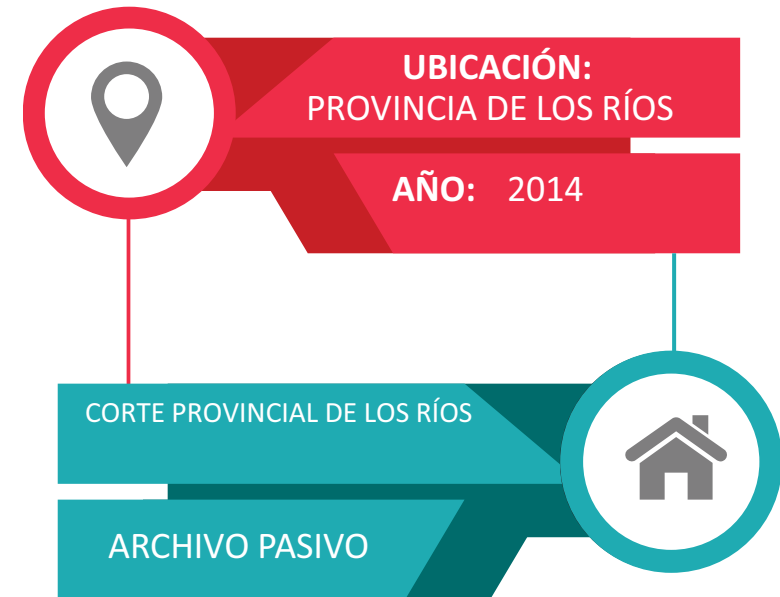 UBICACIÓN:
PROVINCIA DE LOS RÍOS
AÑO: 2014
CORTE PROVINCIAL DE LOS RÍOS
ARCHIVO PASIVO